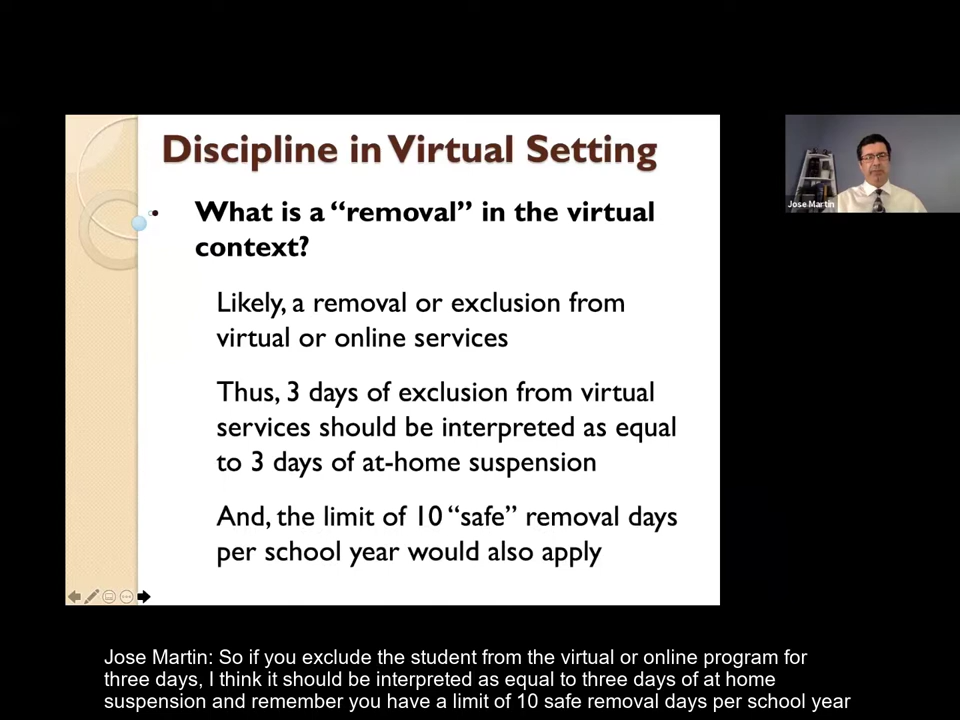 Discipline in Virtual Setting
• What is a “removal” in the virtual
context?
Likely, a removal or exclusion from
virtual or online services
Thus, 3 days of exclusion from virtual
services should be interpreted as equal
to 3 days of at-home suspension
And, the limit of 10 “safe” removal days
per school year would also apply
Jose Martin
Jose Martin: So if you exclude the student from the virtual or online program for
three days, I think it should be interpreted as equal to three days of at home
suspension and remember you have a limit of 10 safe removal days per school year